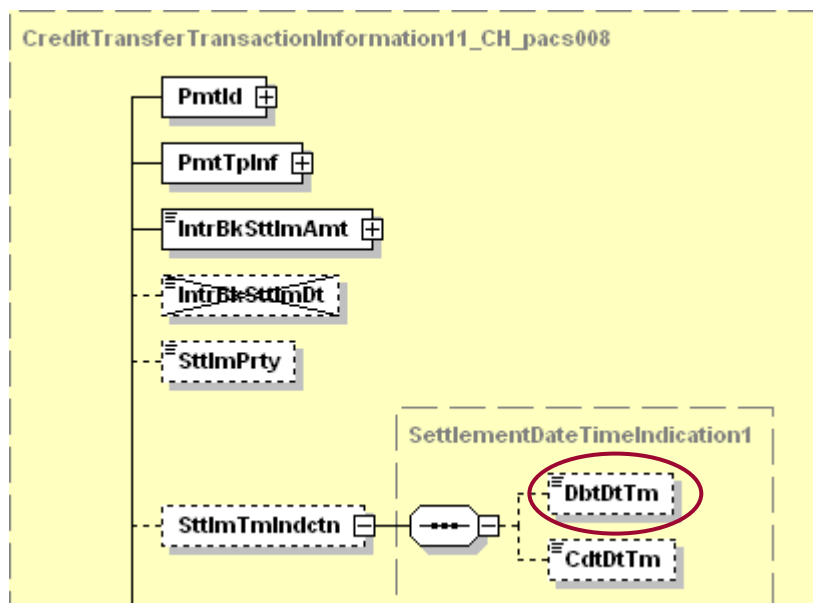 CreditTransferTransactionInformation11_CH_pacs008
PmtId
PmtTpInf
IntrBkSttlmAmt
IntrBkSttlmDt
SttlmPrty
SettlementDateTimeIndication1
DbtDtTm
SttlmTmIndctn
CdtDtTm